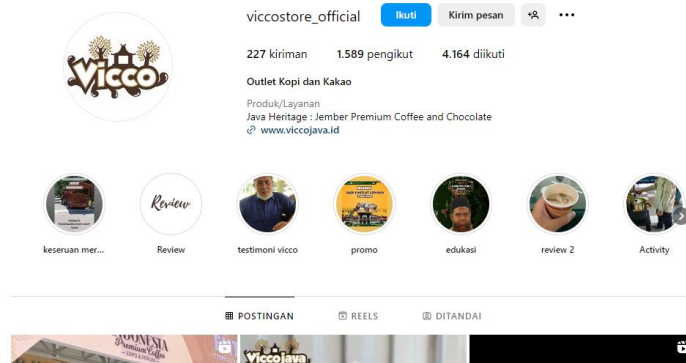 viccostore_official Ikuti Kirim pesan
227 kiriman 1.589 pengikut 4.164 diikuti
Vicco
Outlet Kopi dan Kakao
Produk/Layanan
Java Heritage : Jember Premium Coffee and Chocolate
www.viccojava.id
Review
keseruan mer... Review testimoni vicco promo edukasi review 2 Activity
POSTINGAN REELS DITANDAI
INDONESIA
Premium Coffee
Viccojava